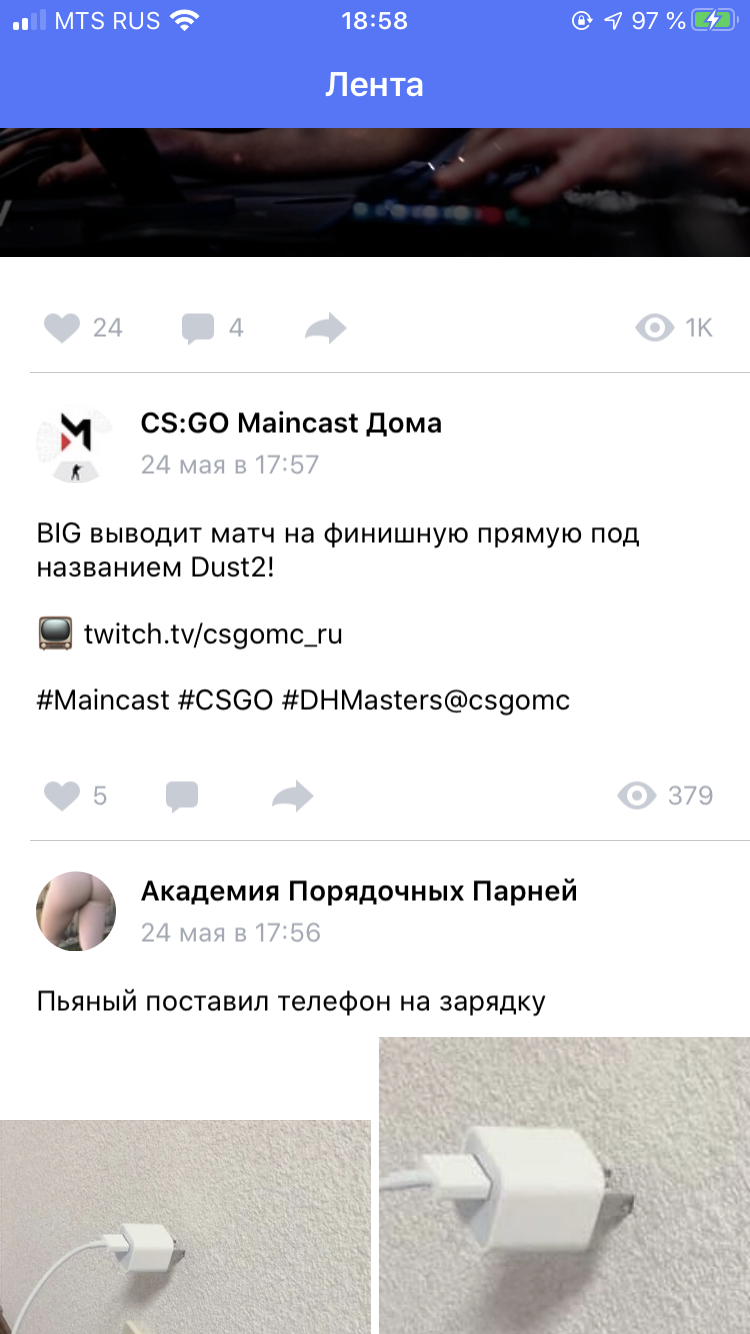 MTS RUS 18:58 97 %
Лента
24 4 1K
CS:GO Maincast Дома
24 мая в 17:57
BIG выводит матч на финишную прямую под
названием Dust2!
twitch.tv/csgomc_ru
#Maincast #CSGO #DHMasters@csgomc
5 379
Академия Порядочных Парней
24 мая в 17:56
Пьяный поставил телефон на зарядку